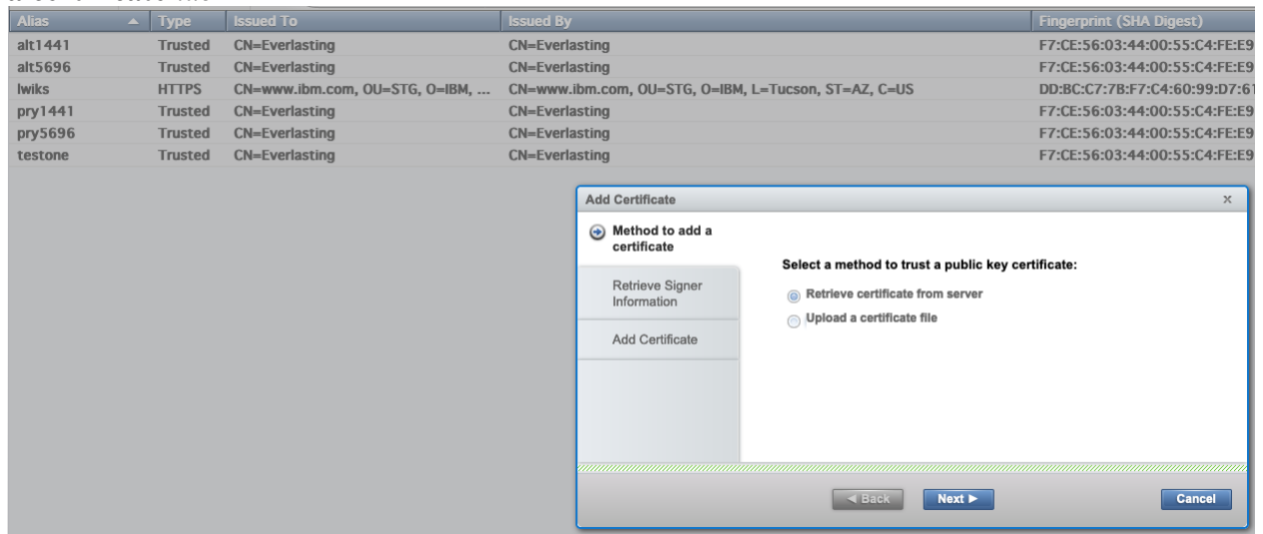 Alias Type Issued To Issued By Fingerprint (SHA Digest)
alt1441 Trusted CN=Everlasting CN=Everlasting F7:CE:56:03:44:00:55:C4:FE:E9
alt5696 Trusted CN=Everlasting CN=Everlasting F7:CE:56:03:44:00:55:C4:FE:E9
lwiks HTTPS CN=www.ibm.com, OU=STG, O=IBM, ... CN=www.ibm.com, OU=STG, O=IBM, L=Tucson, ST=AZ, C=US DD:BC:C7:7B:F7:C4:60:99:D7:61
pry1441 Trusted CN=Everlasting CN=Everlasting F7:CE:56:03:44:00:55:C4:FE:E9
pry5696 Trusted CN=Everlasting CN=Everlasting F7:CE:56:03:44:00:55:C4:FE:E9
testone Trusted CN=Everlasting CN=Everlasting F7:CE:56:03:44:00:55:C4:FE:E9
Add Certificate x
Method to add a
certificate
Retrieve Signer
Information
Add Certificate
Select a method to trust a public key certificate:
Retrieve certificate from server
Upload a certificate file
Back Next Cancel